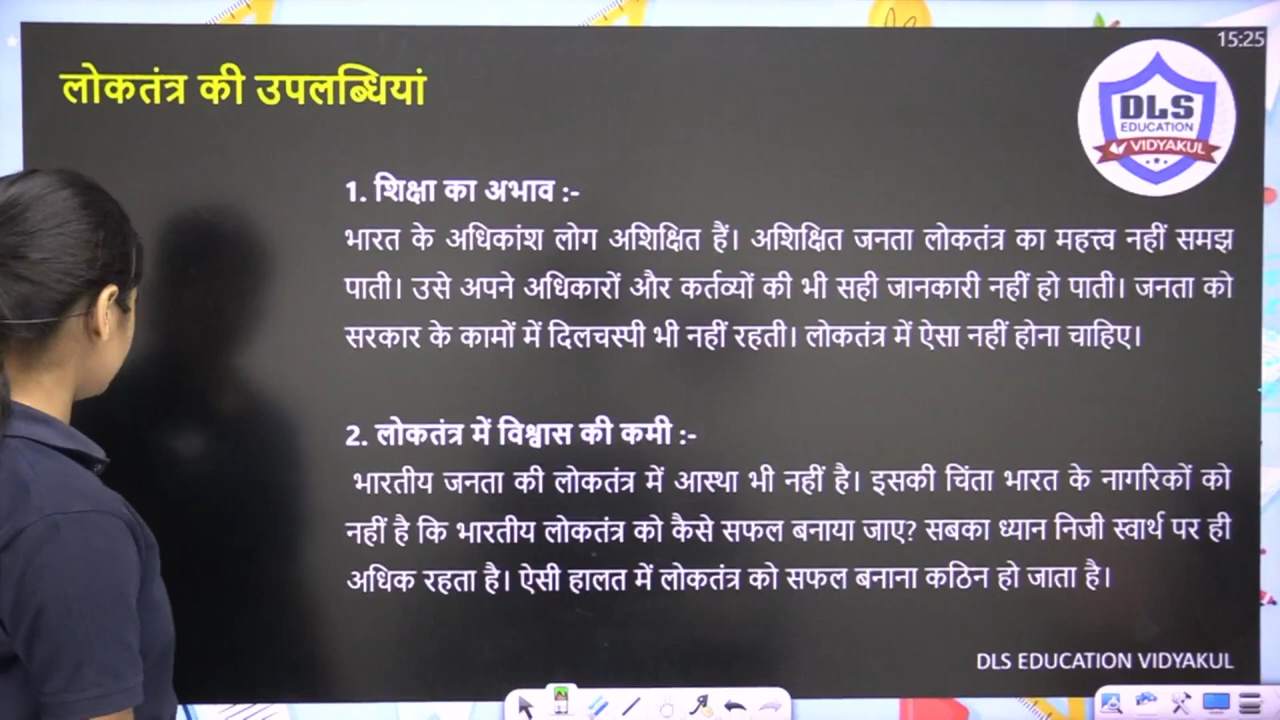 15:25
लोकतंत्र की उपलब्धियां
DLS
EDUCATION
VIDYAKUL
1. शिक्षा का अभाव :-
भारत के अधिकांश लोग अशिक्षित हैं। अशिक्षित जनता लोकतंत्र का महत्त्व नहीं समझ
पाती। उसे अपने अधिकारों और कर्तव्यों की भी सही जानकारी नहीं हो पाती। जनता को
सरकार के कामों में दिलचस्पी भी नहीं रहती। लोकतंत्र में ऐसा नहीं होना चाहिए।
2. लोकतंत्र में विश्वास की कमी :-
भारतीय जनता की लोकतंत्र में आस्था भी नहीं है। इसकी चिंता भारत के नागरिकों को
नहीं है कि भारतीय लोकतंत्र को कैसे सफल बनाया जाए? सबका ध्यान निजी स्वार्थ पर ही
अधिक रहता है। ऐसी हालत में लोकतंत्र को सफल बनाना कठिन हो जाता है।
DLS EDUCATION VIDYAKUL